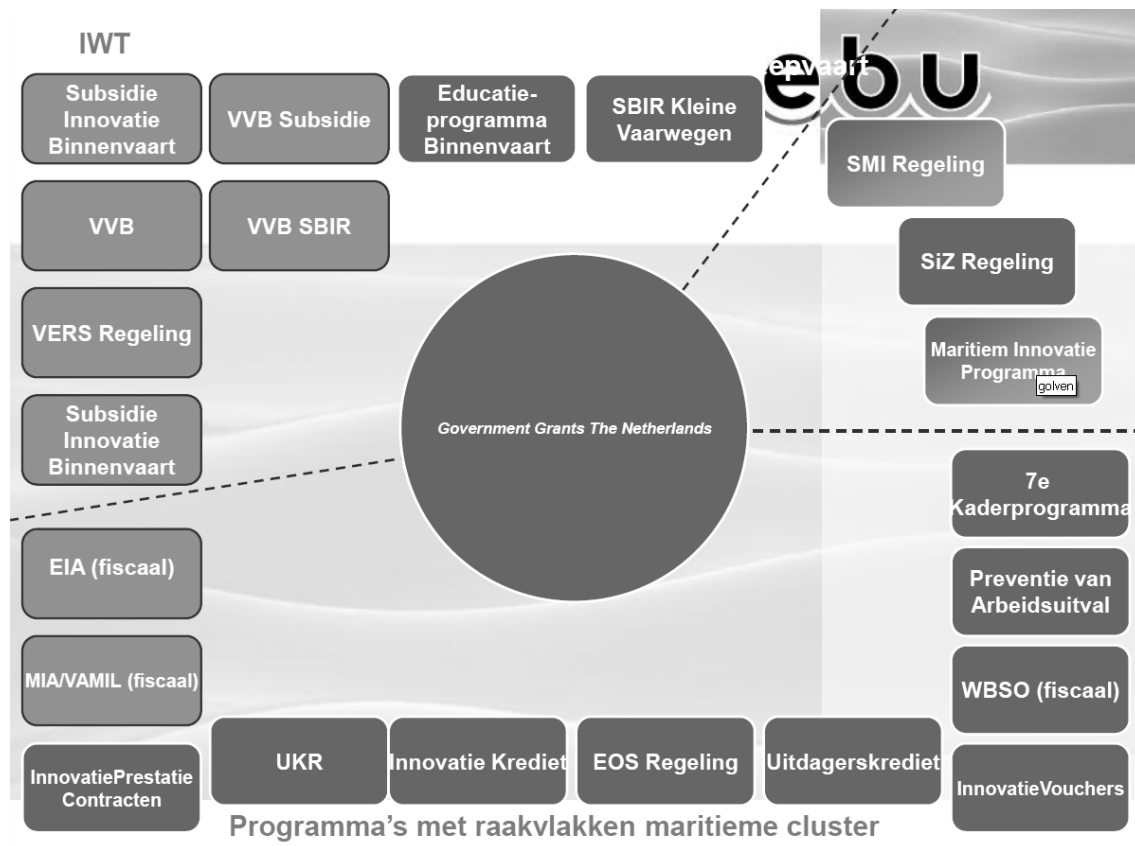 IWT
ebu
epvaart
Subsidie
Innovatie
Binnenvaart
VVB Subsidie
Educatie-
programma
Binnenvaart
SBIR Kleine
Vaarwegen
SMI Regeling
VVB
VVB SBIR
SiZ Regeling
VERS Regeling
Maritiem Innovatie
Programma
golven
Subsidie
Innovatie
Binnenvaart
Government Grants The Netherlands
7e
Kaderprogramma
EIA (fiscaal)
Preventie van
Arbeidsuitval
MIA/VAMIL (fiscaal)
WBSO (fiscaal)
InnovatiePrestatie
Contracten
UKR
Innovatie Krediet
EOS Regeling
Uitdagerskrediet
InnovatieVouchers
Programma’s met raakvlakken maritieme cluster